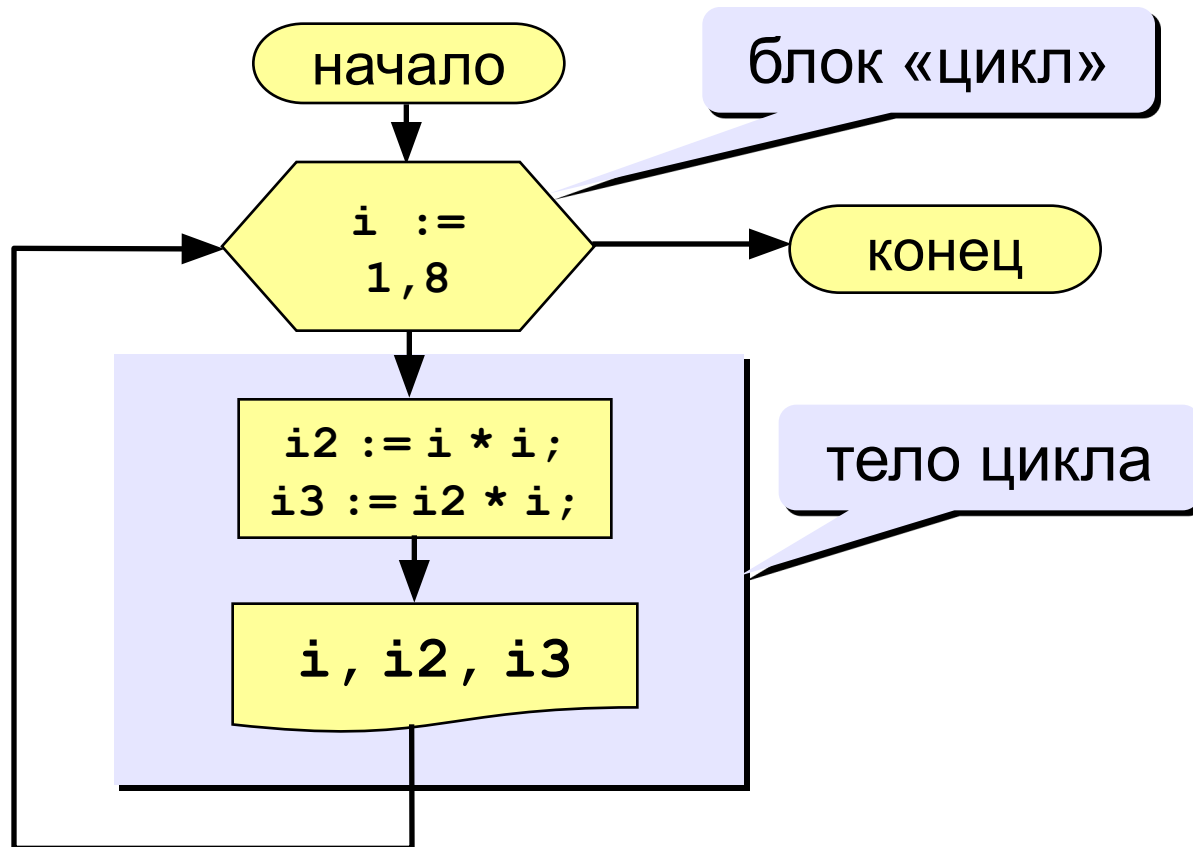 начало
блок «цикл»
i :=
1,8
конец
i2 := i * i;
i3 := i2 * i;
тело цикла
i, i2, i3